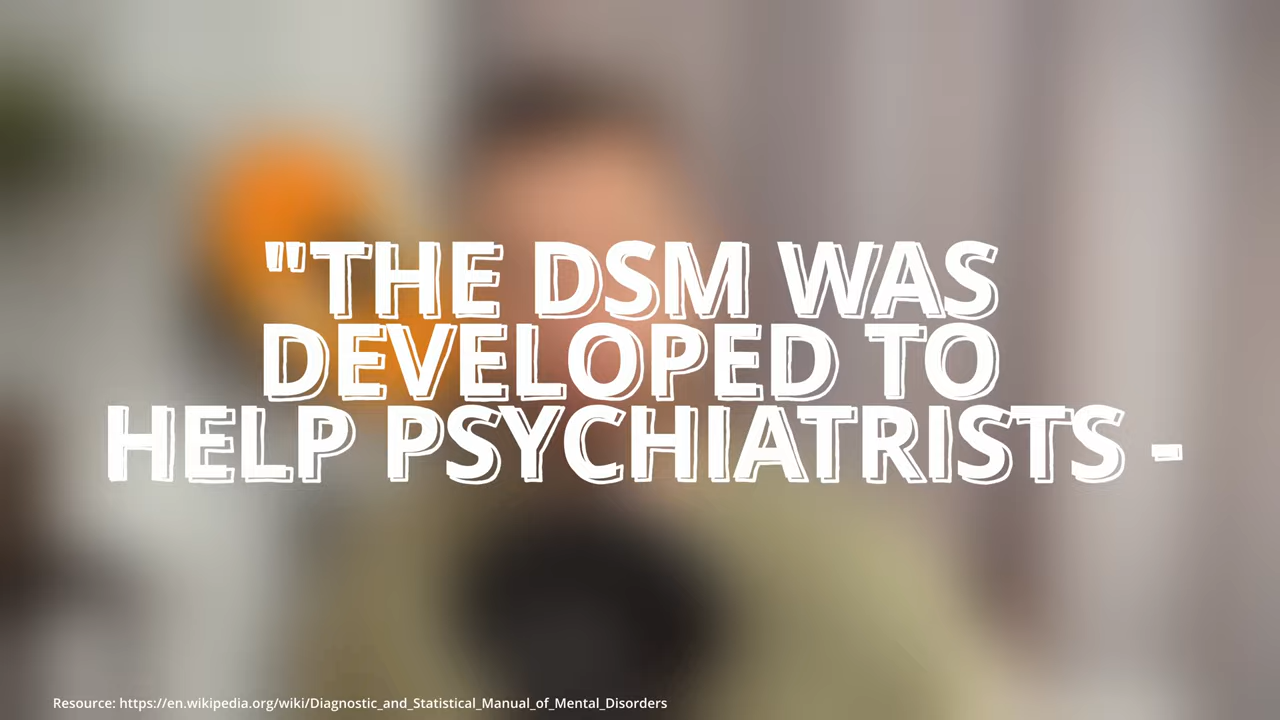 "THE DSM WAS
DEVELOPED TO
HELP PSYCHIATRISTS -
Resource: https://en.wikipedia.org/wiki/Diagnostic_and_Statistical_Manual_of_Mental_Disorders